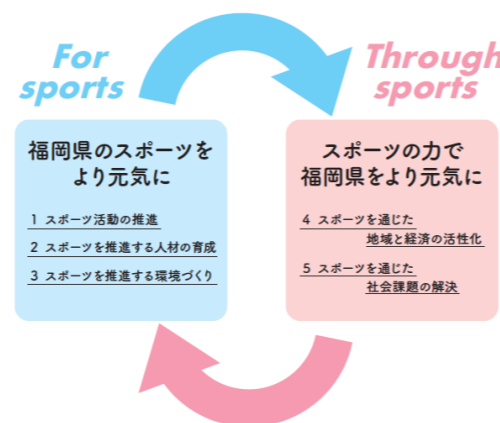 For
sports
福岡県のスポーツを
より元気に
1 スポーツ活動の推進
2 スポーツを推進する人材の育成
3 スポーツを推進する環境づくり
Through
sports
スポーツの力で
福岡県をより元気に
4 スポーツを通じた
地域と経済の活性化
5 スポーツを通じた
社会課題の解決